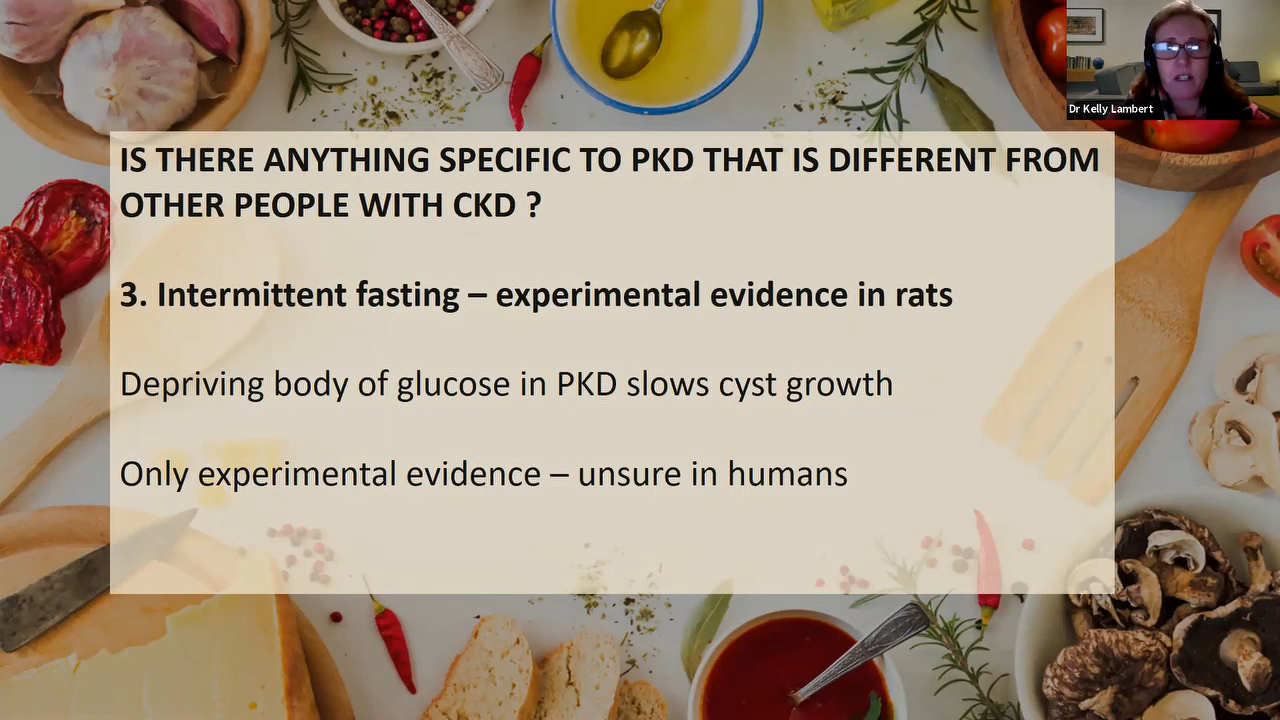 Dr Kelly Lambert
IS THERE ANYTHING SPECIFIC TO PKD THAT IS DIFFERENT FROM
OTHER PEOPLE WITH CKD ?
3. Intermittent fasting – experimental evidence in rats
Depriving body of glucose in PKD slows cyst growth
Only experimental evidence – unsure in humans